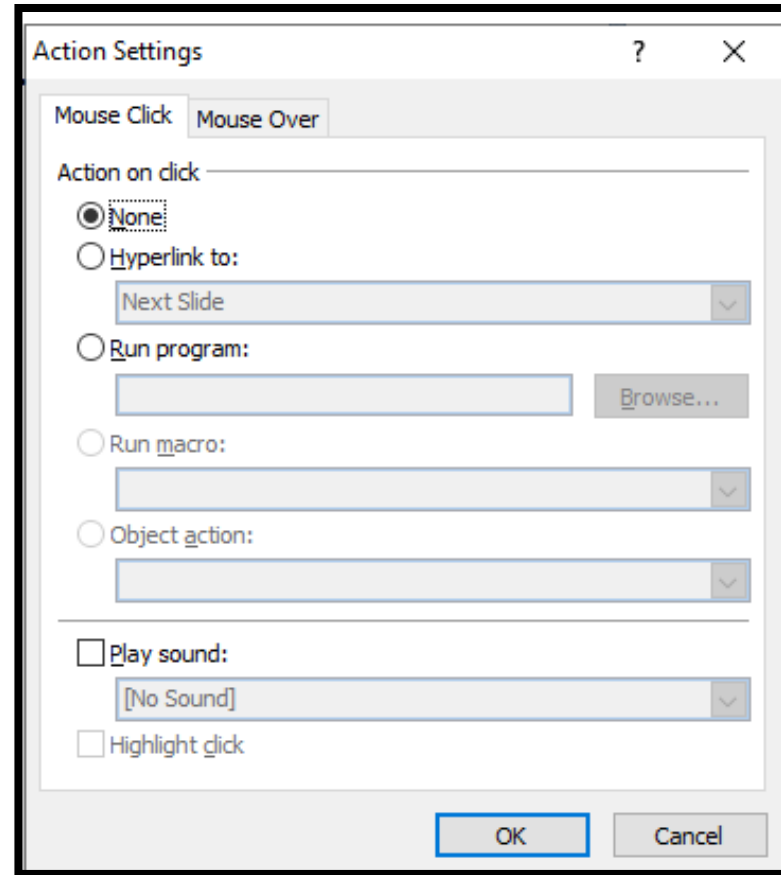 Action Settings ?
Mouse Click Mouse Over
Action on click
None
Hyperlink to:
Next Slide
Run program:
Browse...
Run macro:
Object action:
Play sound:
[No Sound]
Highlight click
OK Cancel